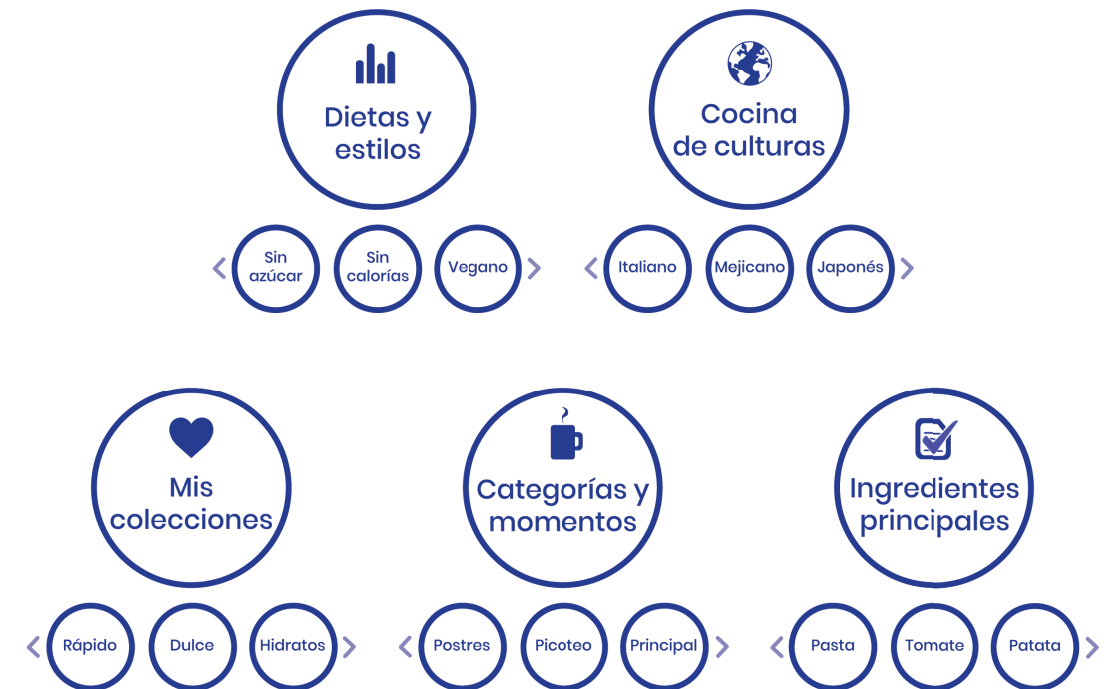 Dietas y
estilos
Cocina
de culturas
Sin
azúcar
Sin
calorías
Vegano
Italiano
Mejicano
Japonés
Mis
colecciones
Categorías y
momentos
Ingredientes
principales
Rápido
Dulce
Hidratos
Postres
Picoteo
Principal
Pasta
Tomate
Patata